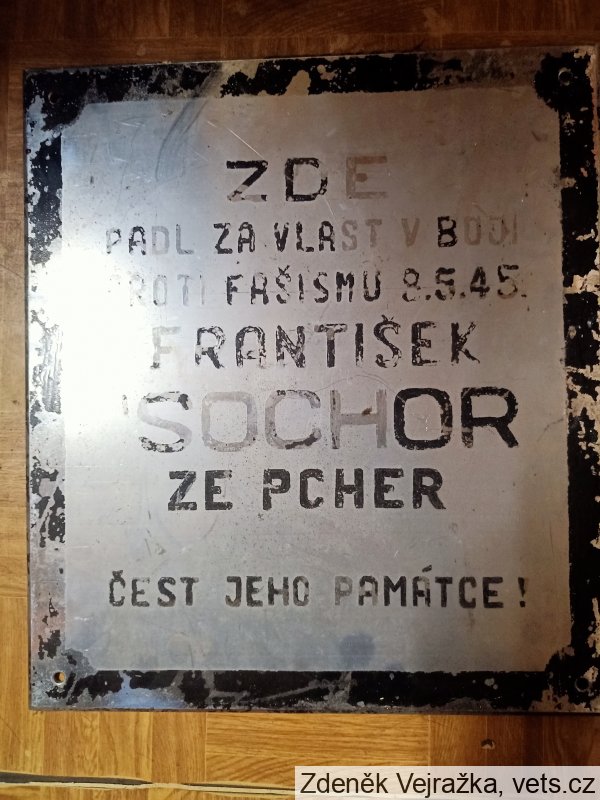 ZDE
PADL ZA VLAST V BOJI
PROTI FAŠISMU 8.5.45.
FRANTIŠEK
SOCHOR
ZE PCHER
ČEST JEHO PAMÁTCE!
Zdeněk Vejražka, vets.cz